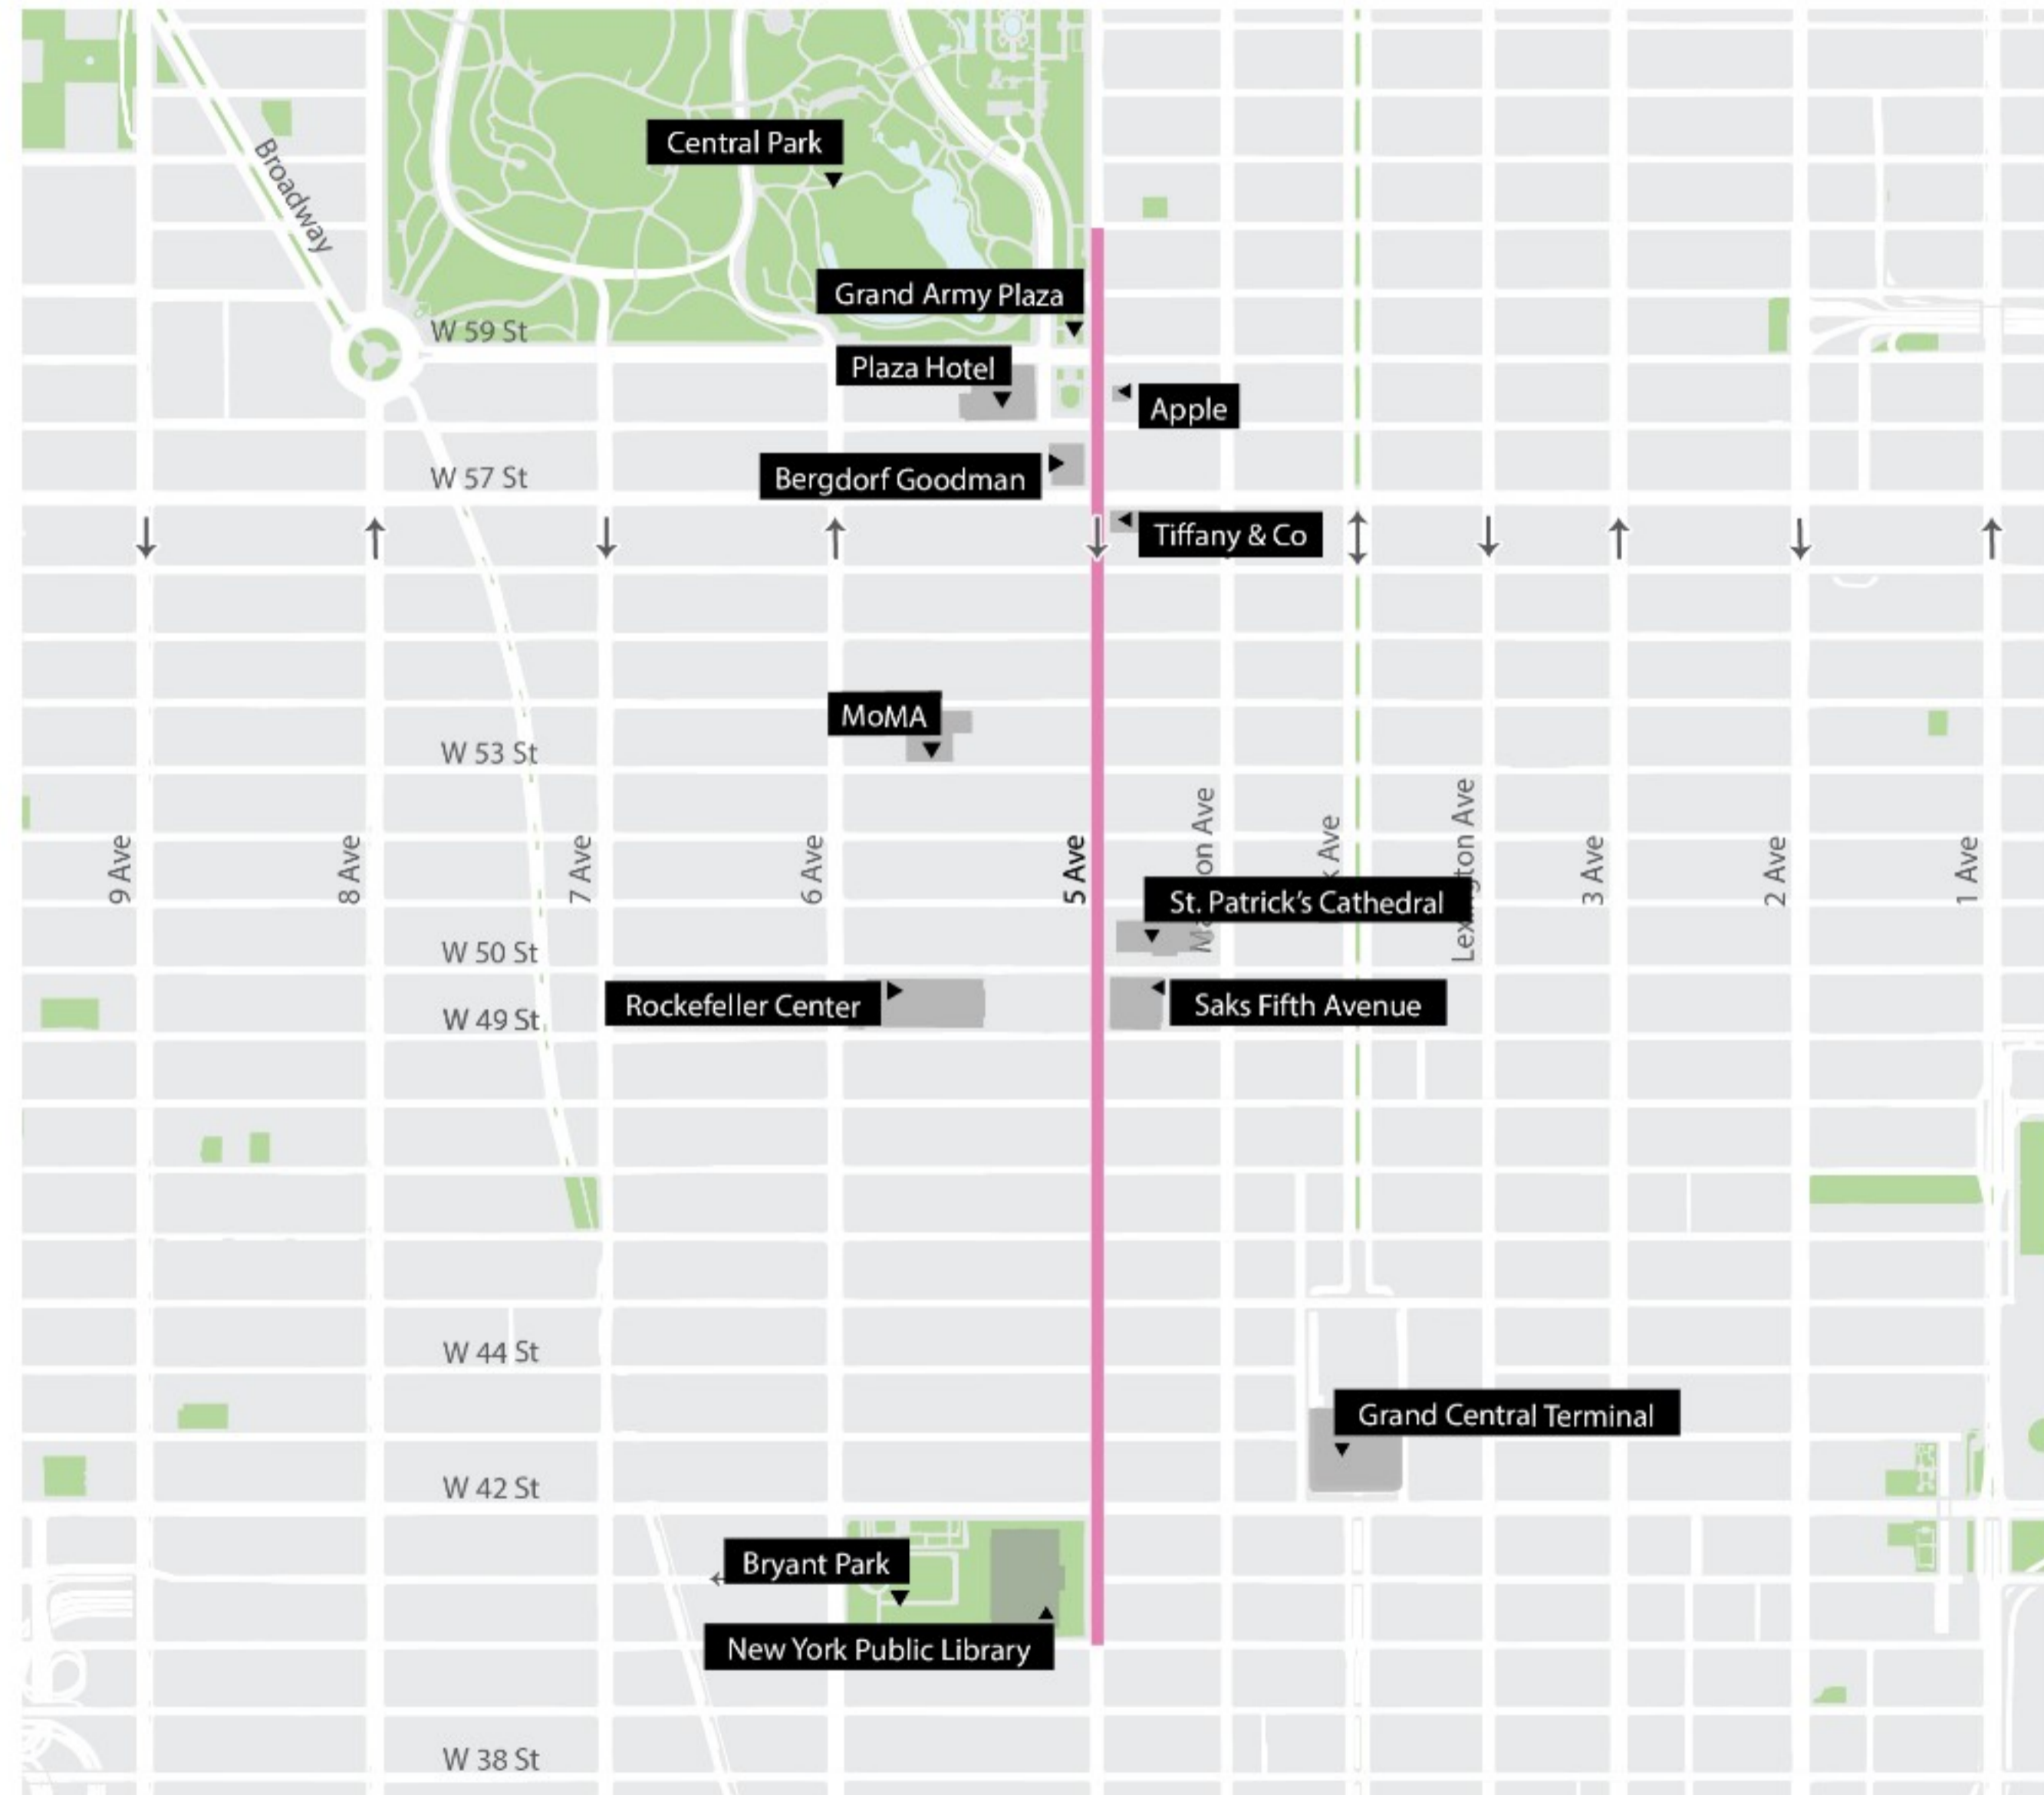 Broadway
Central Park
Grand Army Plaza
W 59 St
Plaza Hotel
Apple
W 57 St
Bergdorf Goodman
Tiffany & Co
MoMA
W 53 St
9 Ave
8 Ave
7 Ave
6 Ave
5 Ave
Ave
Ave
Ave
3 Ave
2 Ave
1 Ave
St. Patrick's Cathedral
W 50 St
Rockefeller Center
Saks Fifth Avenue
W 49 St
W 44 St
Grand Central Terminal
W 42 St
Bryant Park
New York Public Library
W 38 St